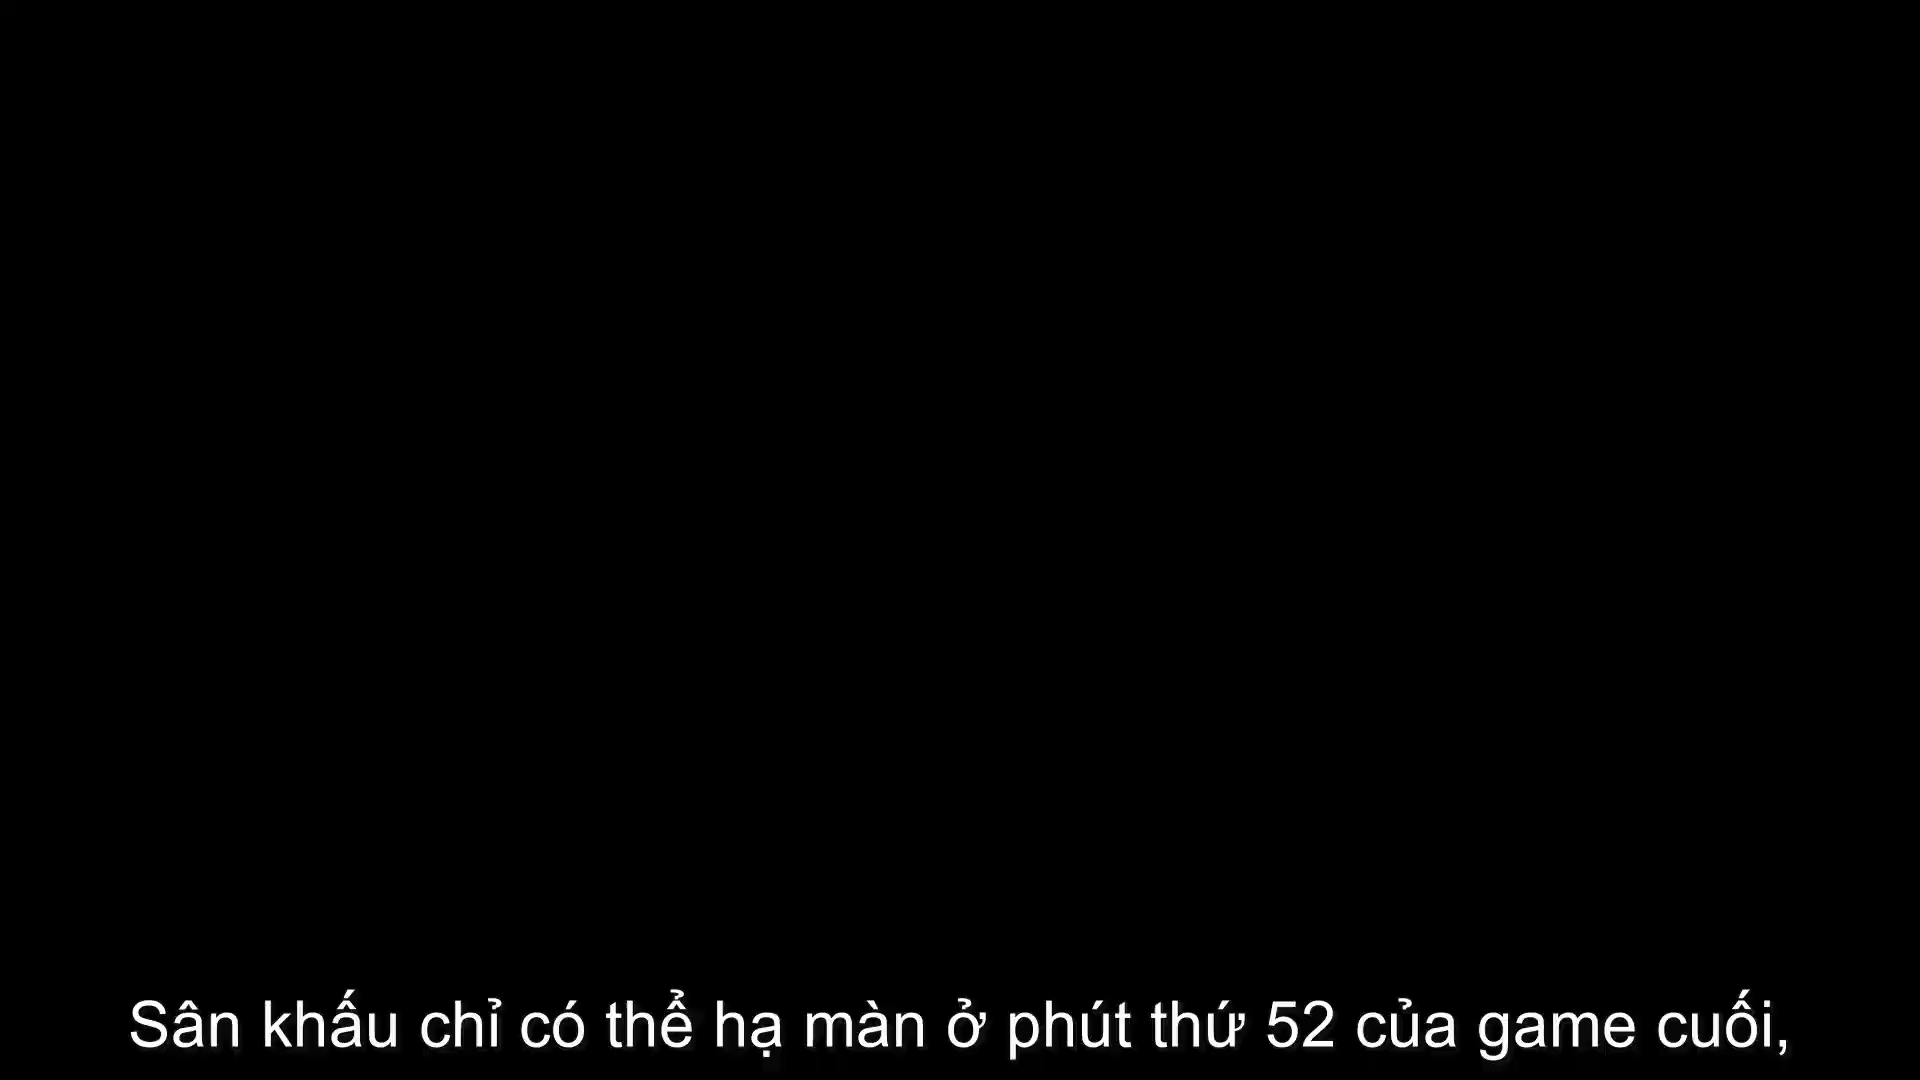 Sân khấu chỉ có thể hạ màn ở phút thứ 52 của game cuối,